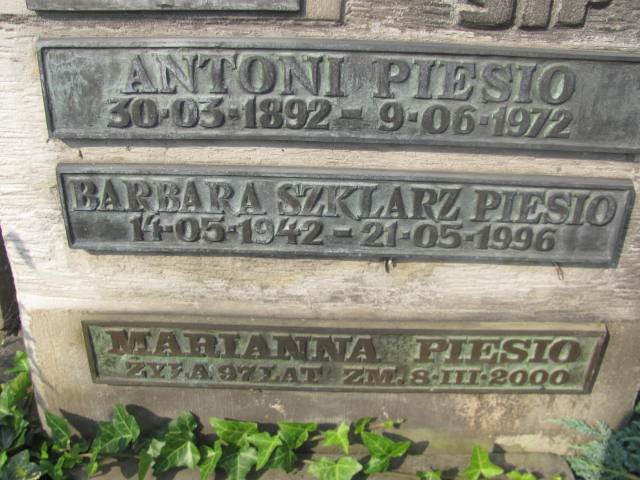 ANTONI PIESIO
30·03·1892 - 9·06·1972
BARBARA SZKLARZ PIESIO
14·05·1942 - 21·05·1996
MARIANNA PIESIO
ŻYŁA 97 LAT ZM. 8·III·2000